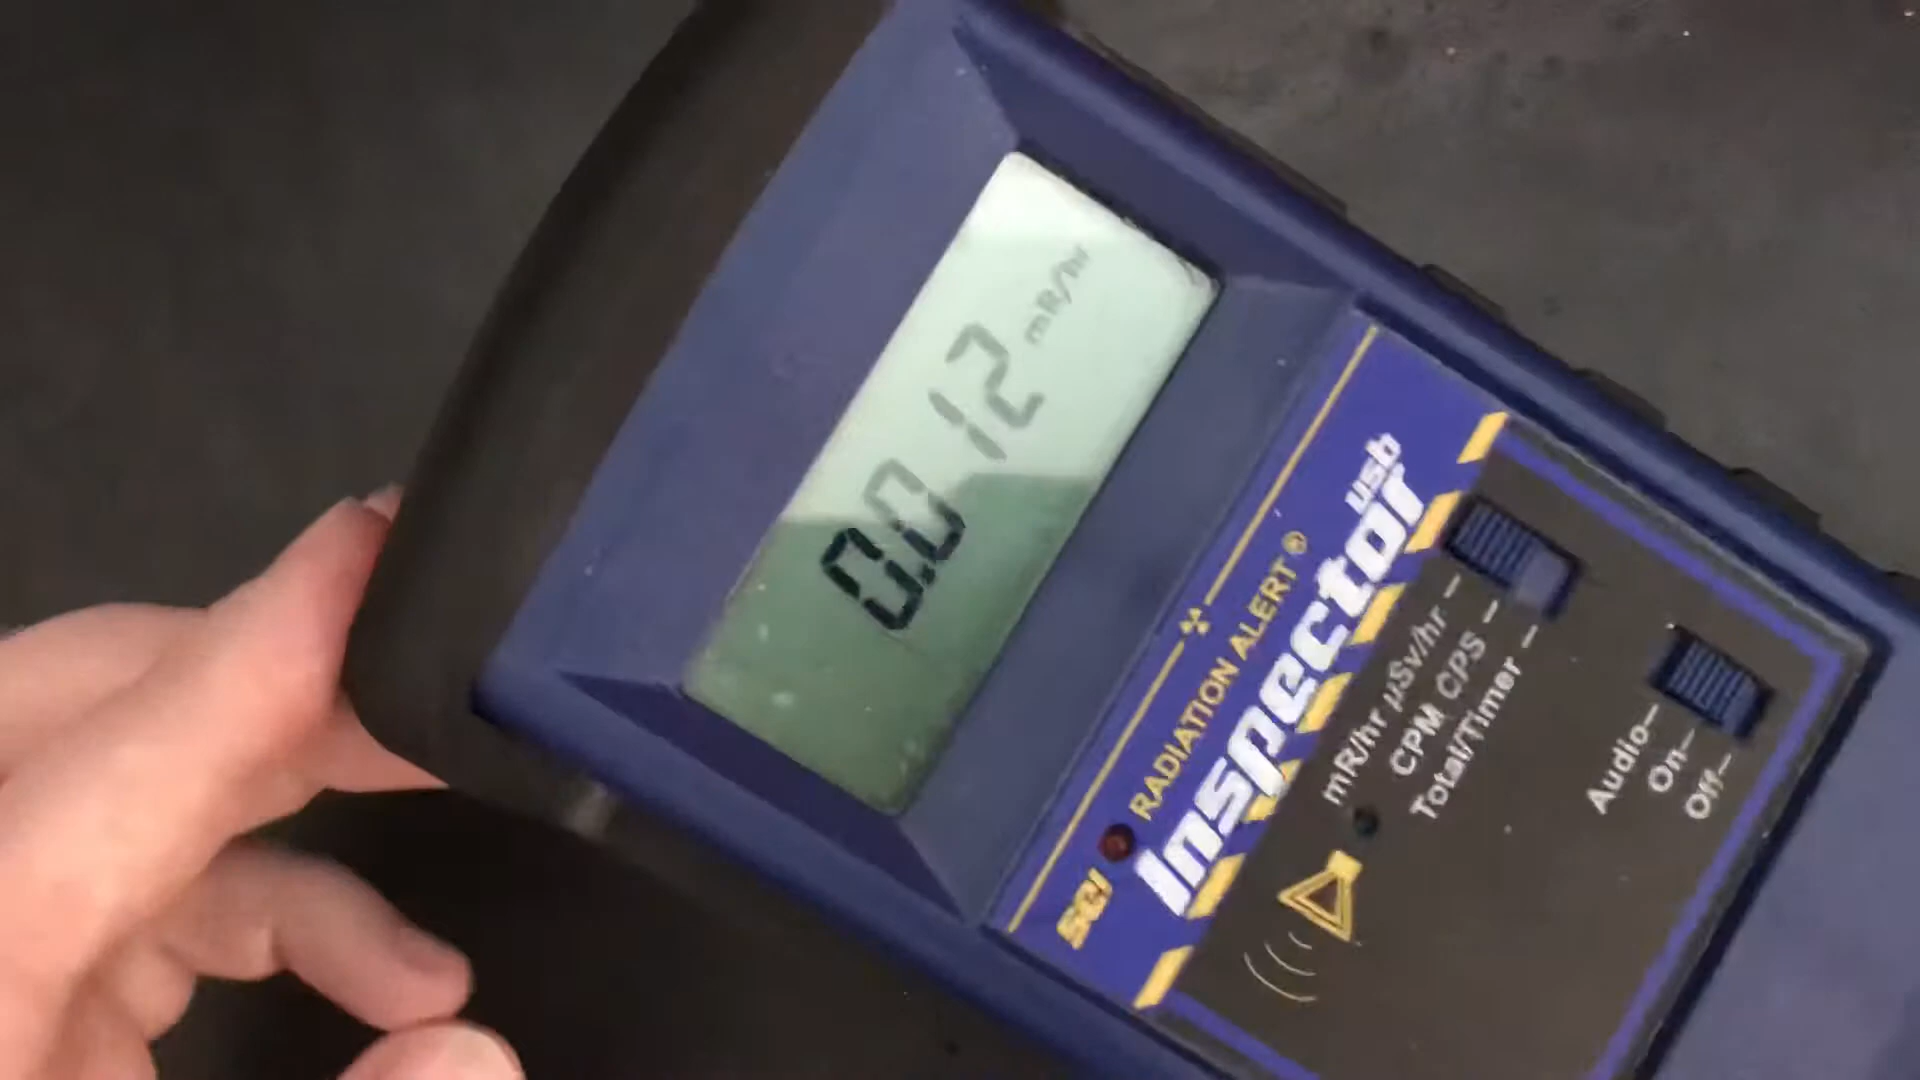 0.012 mR/hr
RADIATION ALERT®
SEI Inspector usb
mR/hr µSv/hr
CPM CPS
Total/Timer
Audio
On
Off